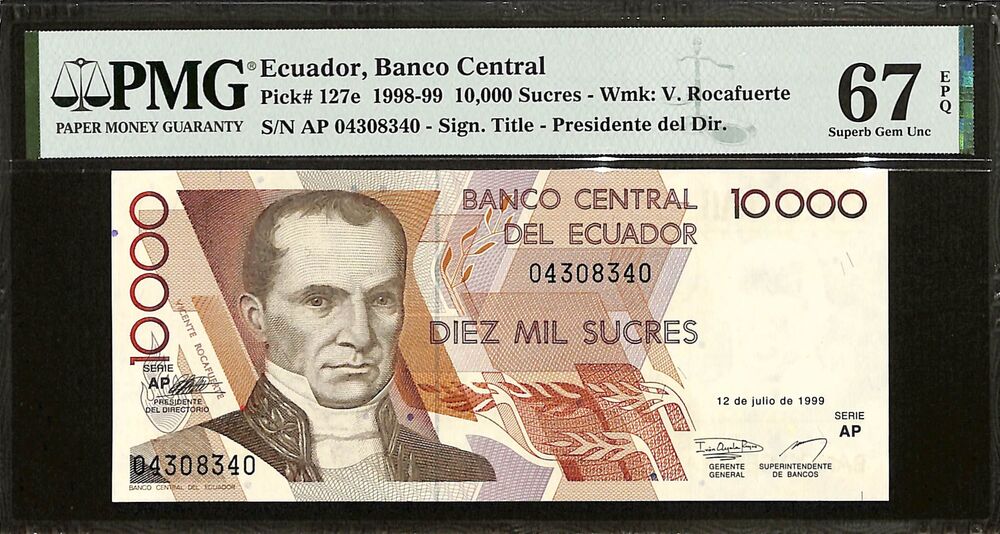 PMG®
PAPER MONEY GUARANTY
Ecuador, Banco Central
Pick# 127e 1998-99 10,000 Sucres - Wmk: V. Rocafuerte
S/N AP 04308340 - Sign. Title - Presidente del Dir.
67
EPQ
Superb Gem Unc
BANCO CENTRAL
DEL ECUADOR
10000
04308340
DIEZ MIL SUCRES
10000
VICENTE ROCAFUERTE
SERIE
AP
PRESIDENTE
DEL DIRECTORIO
04308340
BANCO CENTRAL DEL ECUADOR
12 de julio de 1999
SERIE
AP
GERENTE
GENERAL
SUPERINTENDENTE
DE BANCOS